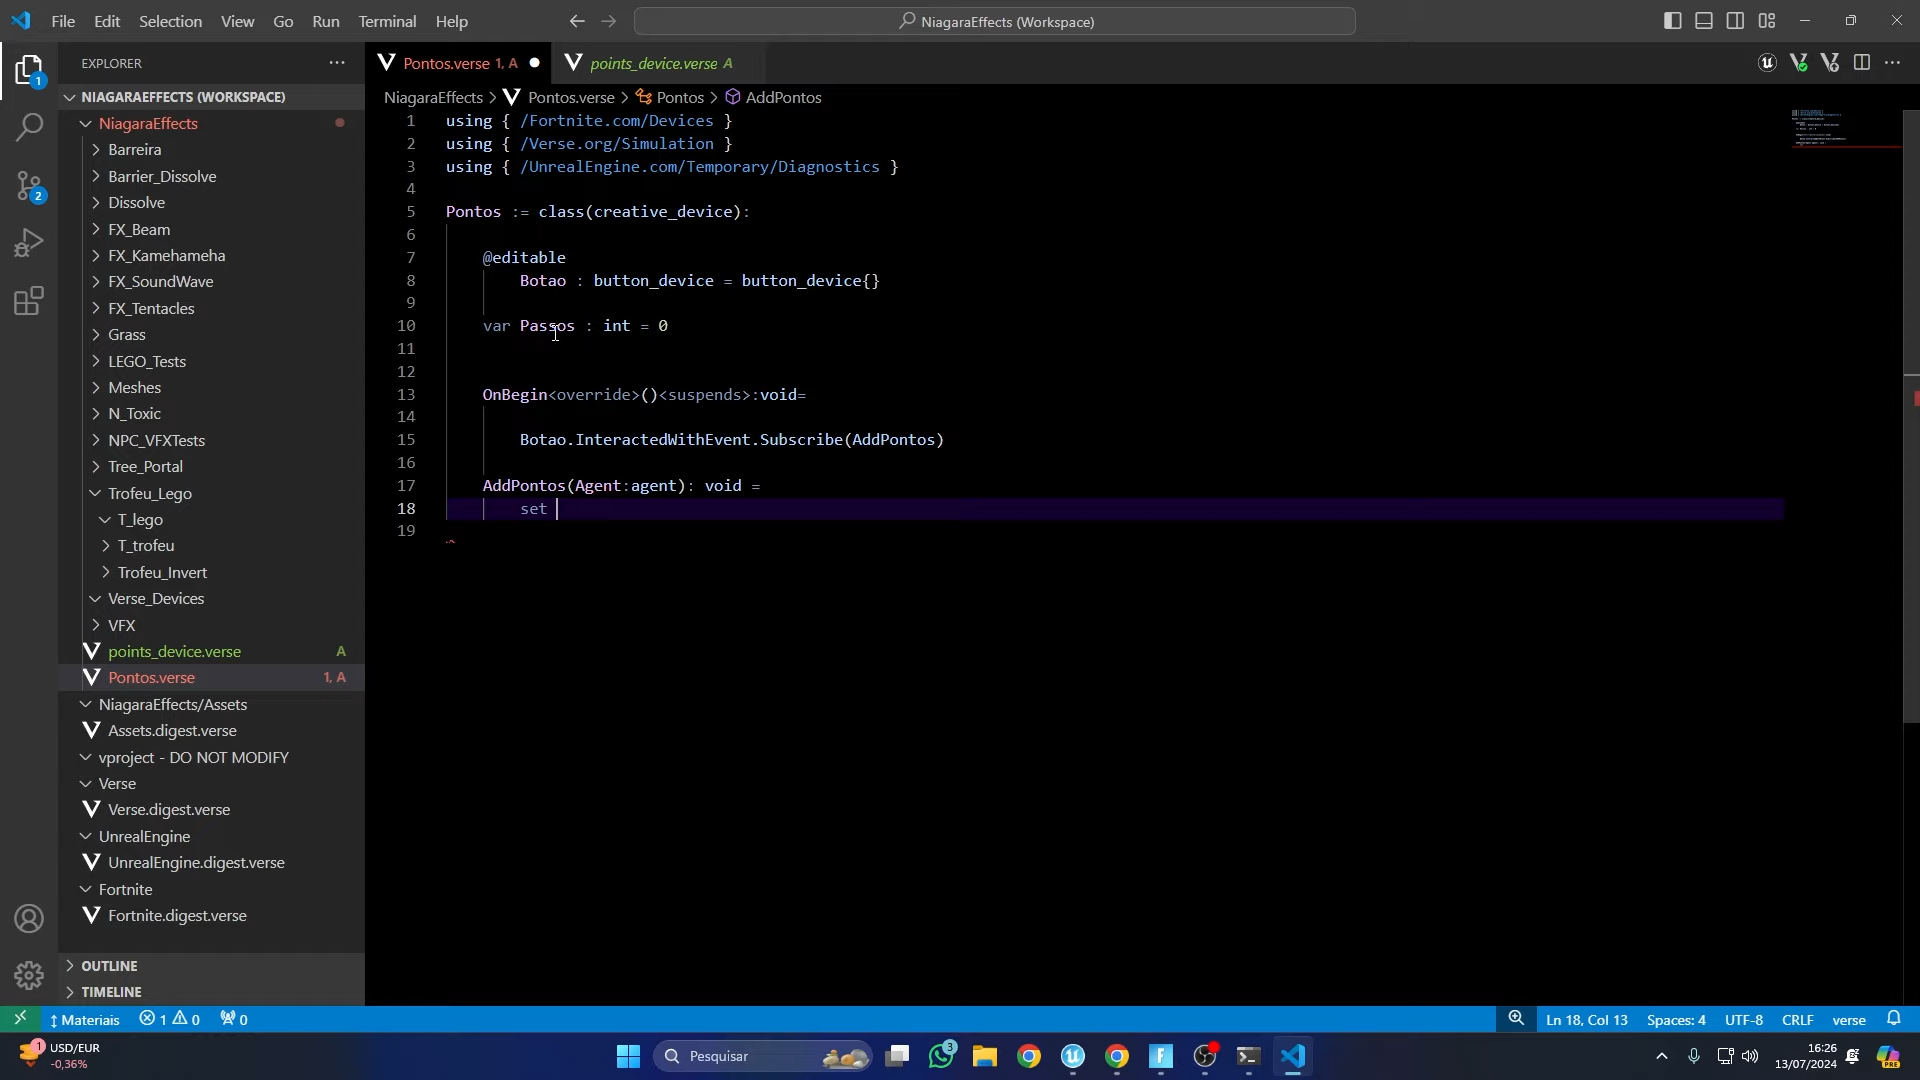 File Edit Selection View Go Run Terminal Help
NiagaraEffects (Workspace)
EXPLORER
Pontos.verse 1, A
points_device.verse A
NIAGARAEFFECTS (WORKSPACE)
NiagaraEffects > Pontos.verse > Pontos > AddPontos
NiagaraEffects
Barreira
Barrier_Dissolve
Dissolve
FX_Beam
FX_Kamehameha
FX_SoundWave
FX_Tentacles
Grass
LEGO_Tests
Meshes
N_Toxic
NPC_VFXTests
Tree_Portal
Trofeu_Lego
T_lego
T_trofeu
Trofeu_Invert
Verse_Devices
VFX
points_device.verse A
Pontos.verse 1, A
NiagaraEffects/Assets
Assets.digest.verse
vproject - DO NOT MODIFY
Verse
Verse.digest.verse
UnrealEngine
UnrealEngine.digest.verse
Fortnite
Fortnite.digest.verse
OUTLINE
TIMELINE
1 using { /Fortnite.com/Devices }
2 using { /Verse.org/Simulation }
3 using { /UnrealEngine.com/Temporary/Diagnostics }
4
5 Pontos := class(creative_device):
6
7 @editable
8 Botao : button_device = button_device{}
9
10 var Passos : int = 0
11
12
13 OnBegin<override>()<suspends>:void=
14
15 Botao.InteractedWithEvent.Subscribe(AddPontos)
16
17 AddPontos(Agent:agent): void =
18 set
19
1
2
Materiais 1 0 0
Ln 18, Col 13 Spaces: 4 UTF-8 CRLF verse
1
USD/EUR
-0,36%
Pesquisar
3
16:26
13/07/2024
PRE